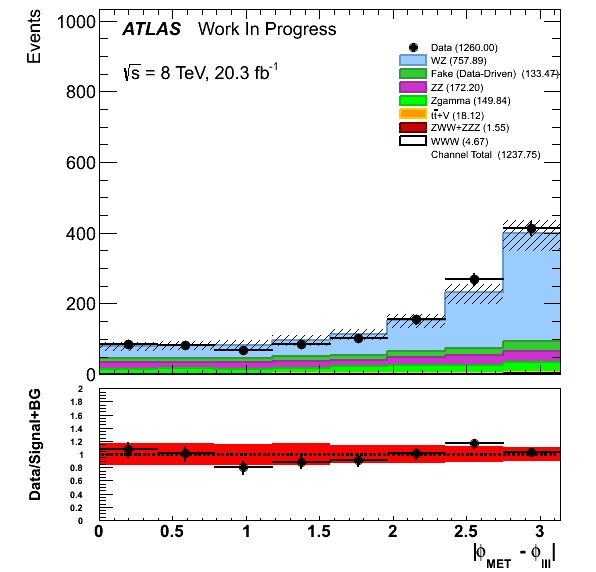 Events
1000
800
600
400
200
0
ATLAS Work In Progress
√s = 8 TeV, 20.3 fb⁻¹
Data (1260.00)
WZ (757.89)
Fake (Data-Driven) (133.47)
ZZ (172.20)
Zgamma (149.84)
tt̄+V (18.12)
ZWW+ZZZ (1.55)
WWW (4.67)
Channel Total (1237.75)
Data/Signal+BG
2
1.8
1.6
1.4
1.2
1
0.8
0.6
0.4
0.2
0
0 0.5 1 1.5 2 2.5 3
|ϕMET - ϕlll|